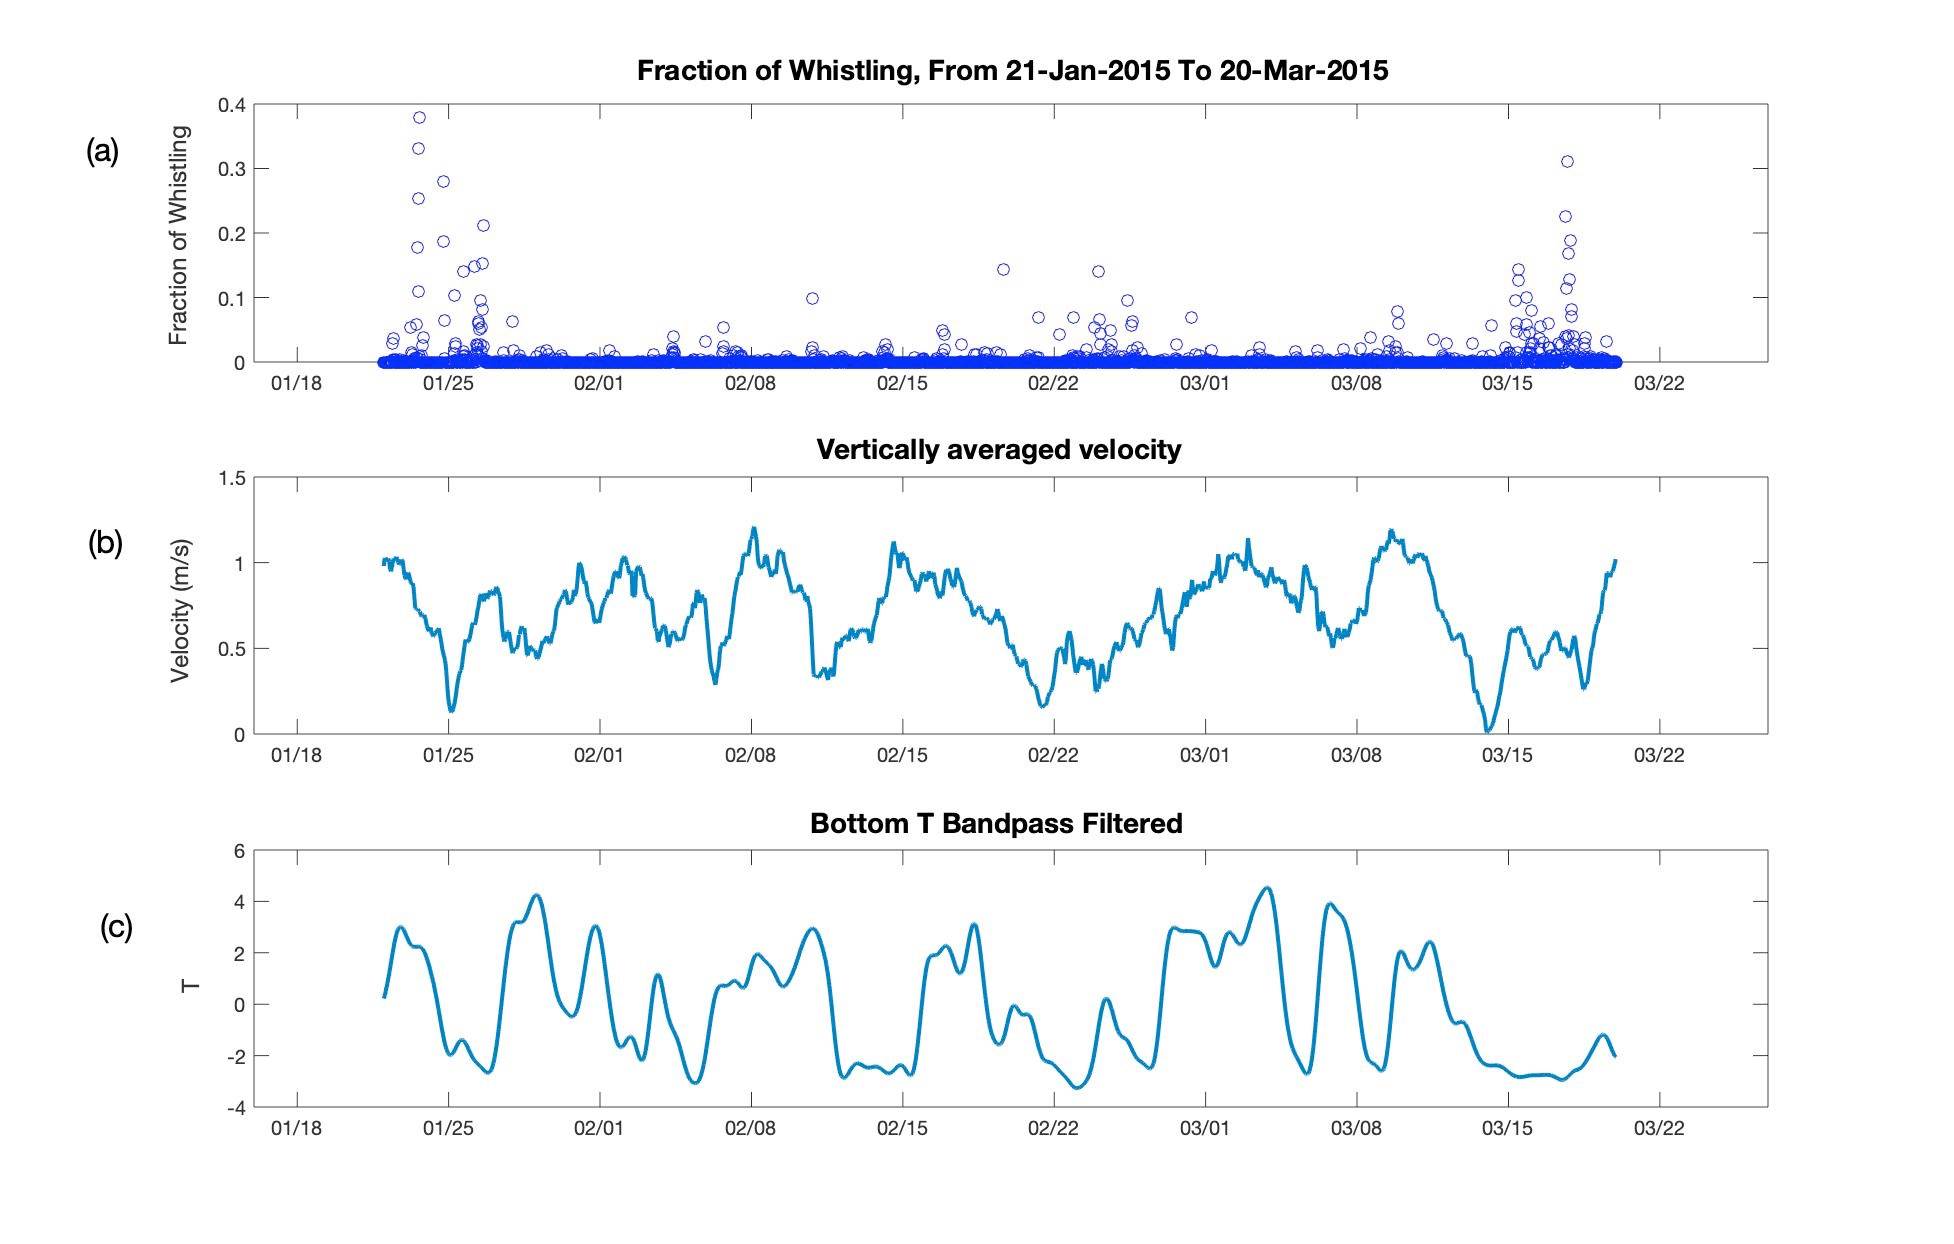 Fraction of Whistling, From 21-Jan-2015 To 20-Mar-2015
(a)
Fraction of Whistling
0.4
0.3
0.2
0.1
0
01/18 01/25 02/01 02/08 02/15 02/22 03/01 03/08 03/15 03/22
Vertically averaged velocity
(b)
Velocity (m/s)
1.5
1
0.5
0
01/18 01/25 02/01 02/08 02/15 02/22 03/01 03/08 03/15 03/22
Bottom T Bandpass Filtered
(c)
T
6
4
2
0
-2
-4
01/18 01/25 02/01 02/08 02/15 02/22 03/01 03/08 03/15 03/22